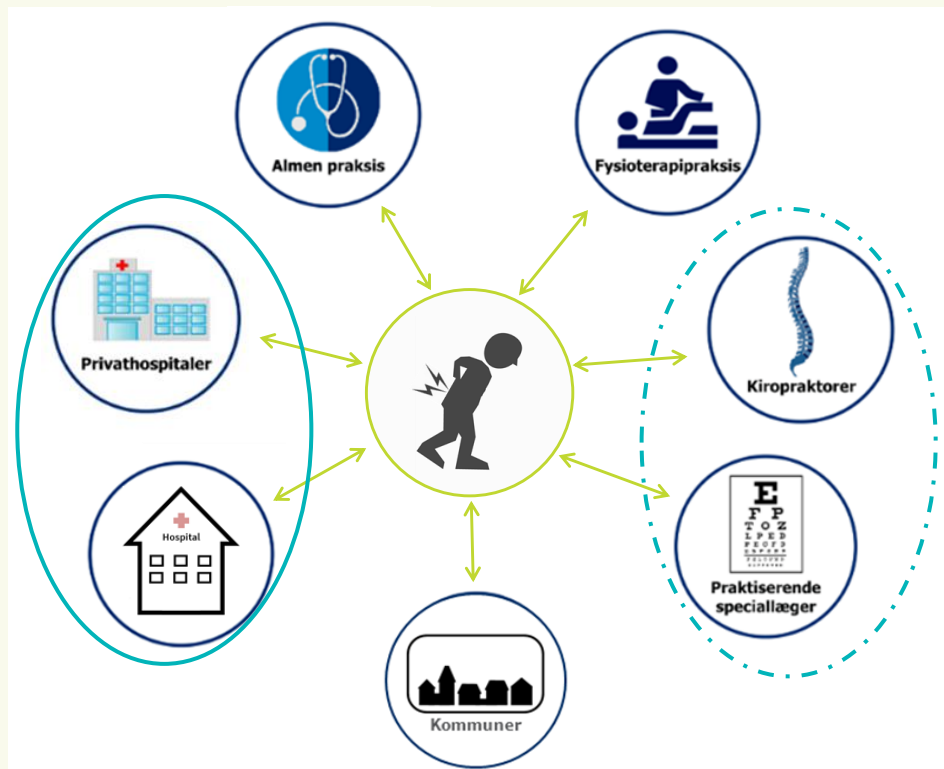 Almen praksis
Fysioterapipraksis
Privathospitaler
Kiropraktorer
Hospital
E
F P
T O Z
L P E D
P E C F D
Praktiserende
speciallæger
Kommuner